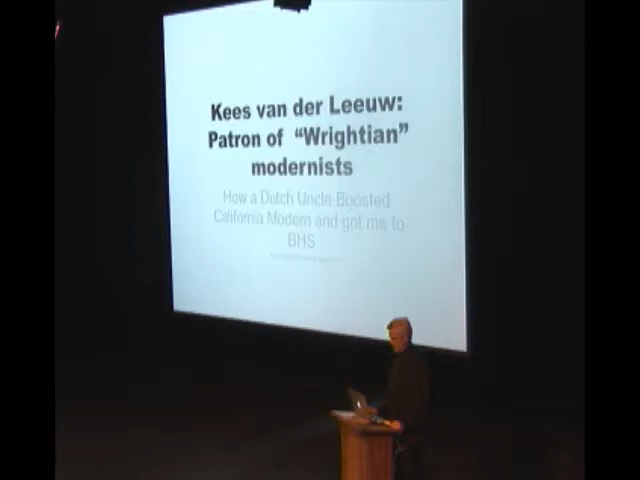 Kees van der Leeuw:
Patron of “Wrightian”
modernists
How a Dutch Uncle Boosted
California Modern and got me to
BHS